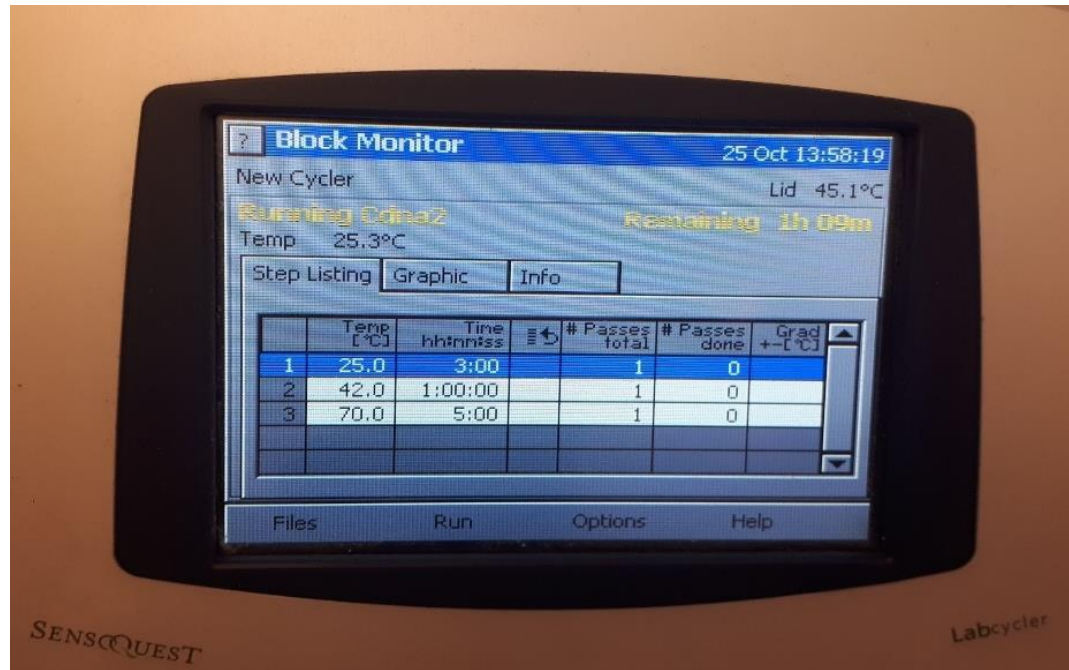 ? Block Monitor 25 Oct 13:58:19
New Cycler Lid 45.1°C
Running Cdna2 Remaining 1h 09m
Temp 25.3°C
Step Listing Graphic Info
Temp [°C] Time hh:mm:ss # Passes total # Passes done Grad +-[°C]
1 25.0 3:00 1 0
2 42.0 1:00:00 1 0
3 70.0 5:00 1 0
Files Run Options Help
SENSOQUEST Labcycler